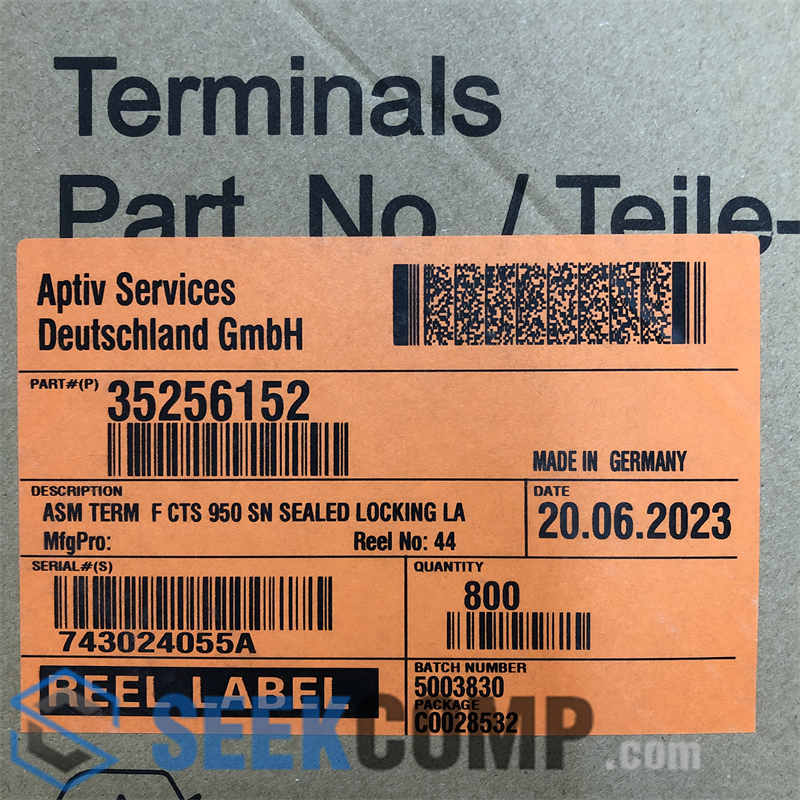 Terminals
Part No. / Teile-
Aptiv Services
Deutschland GmbH
PART#(P) 35256152
MADE IN GERMANY
DESCRIPTION
ASM TERM F CTS 950 SN SEALED LOCKING LA
MfgPro: Reel No: 44
DATE
20.06.2023
SERIAL#(S)
743024055A
QUANTITY
800
REEL LABEL
BATCH NUMBER
5003830
PACKAGE
C0028532
SEEKCOMP.com